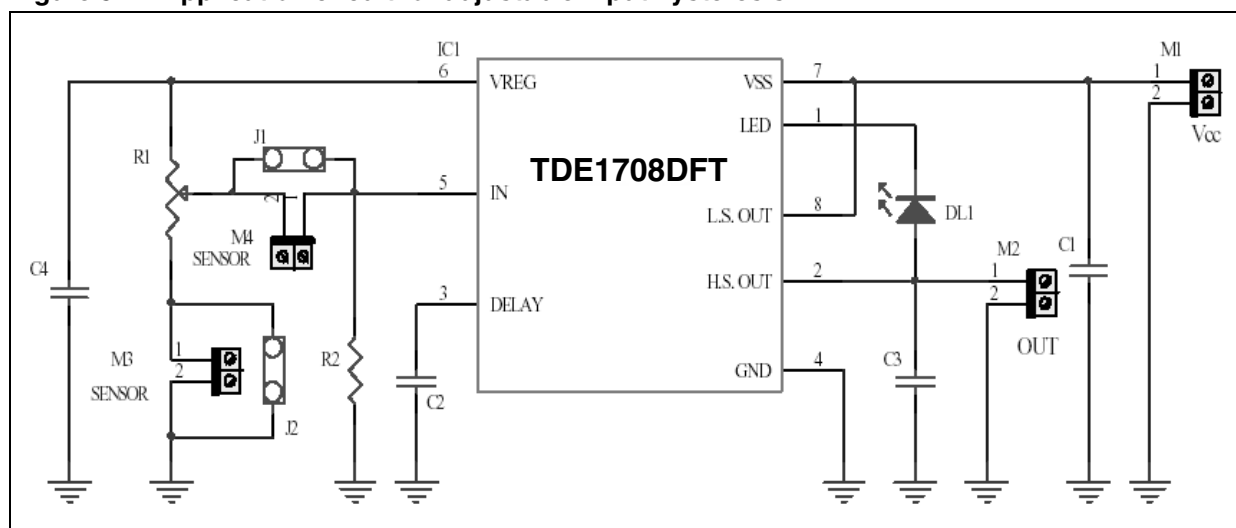 IC1
M1
6
VREG
VSS
7
1
2
Vcc
LED
1
J1
R1
TDE1708DFT
5
IN
2
1
L.S. OUT
8
DL1
M4
SENSOR
C4
M2
C1
H.S. OUT
2
1
2
3
DELAY
OUT
M3
1
2
SENSOR
R2
C2
GND
4
C3
J2